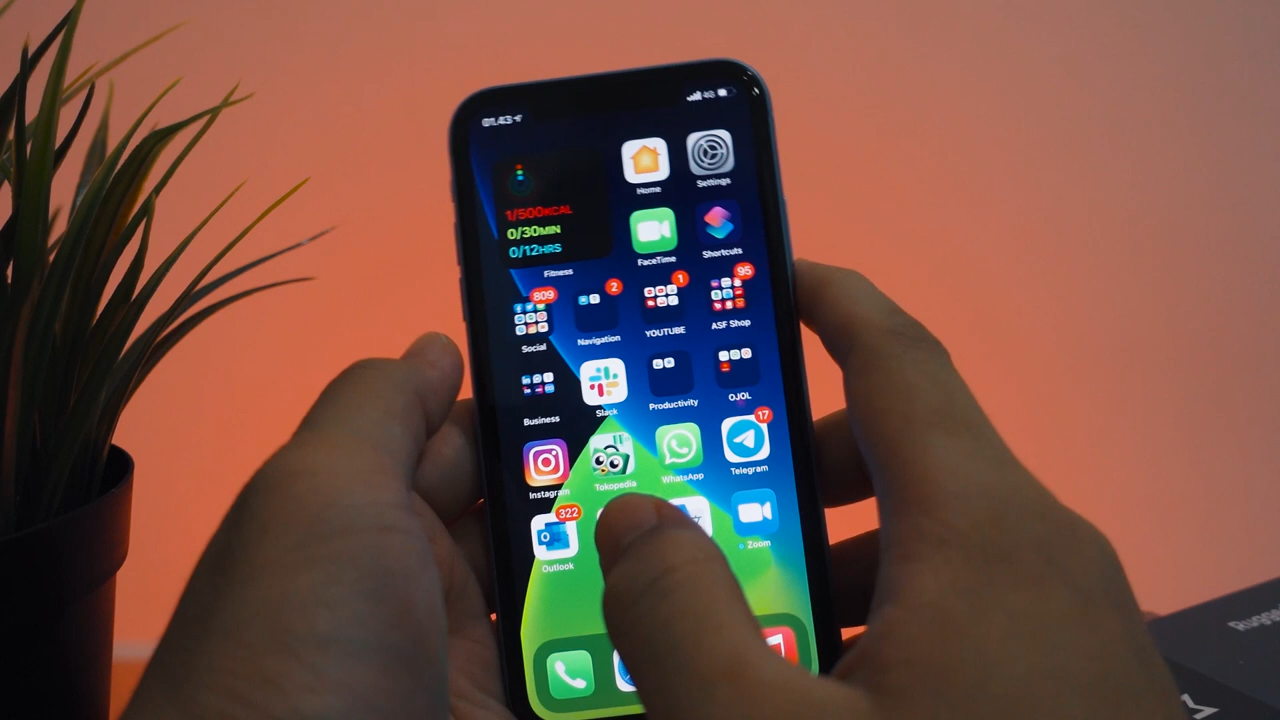 01.43
4G
1/500KCAL
0/30MIN
0/12HRS
Fitness
Home
Settings
FaceTime
Shortcuts
809
2
1
95
Social
Navigation
YOUTUBE
ASF Shop
Business
Slack
Productivity
OJOL
17
Instagram
Tokopedia
WhatsApp
Telegram
322
Outlook
Zoom